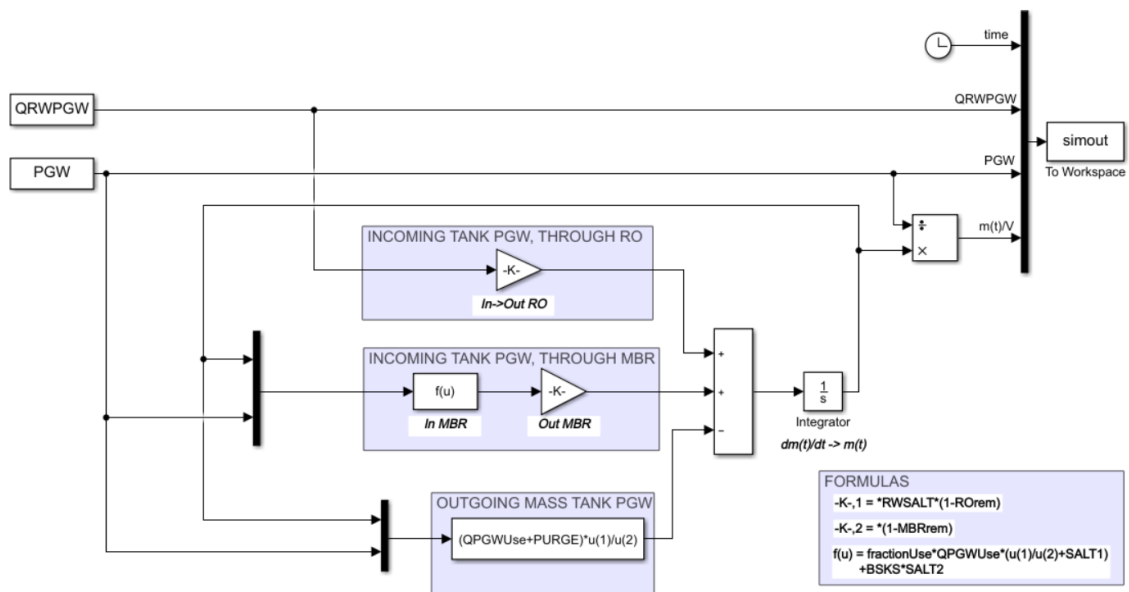 time
QRWPGW
QRWPGW
PGW
PGW
simout
To Workspace
INCOMING TANK PGW, THROUGH RO
-K-
In->Out RO
÷
×
m(t)/V
INCOMING TANK PGW, THROUGH MBR
f(u)
-K-
In MBR
Out MBR
+
+
−
1
s
Integrator
dm(t)/dt -> m(t)
OUTGOING MASS TANK PGW
(QPGWUse+PURGE)*u(1)/u(2)
FORMULAS
-K-,1 = *RWSALT*(1-ROrem)
-K-,2 = *(1-MBRrem)
f(u) = fractionUse*QPGWUse*(u(1)/u(2)+SALT1)
+BSKS*SALT2